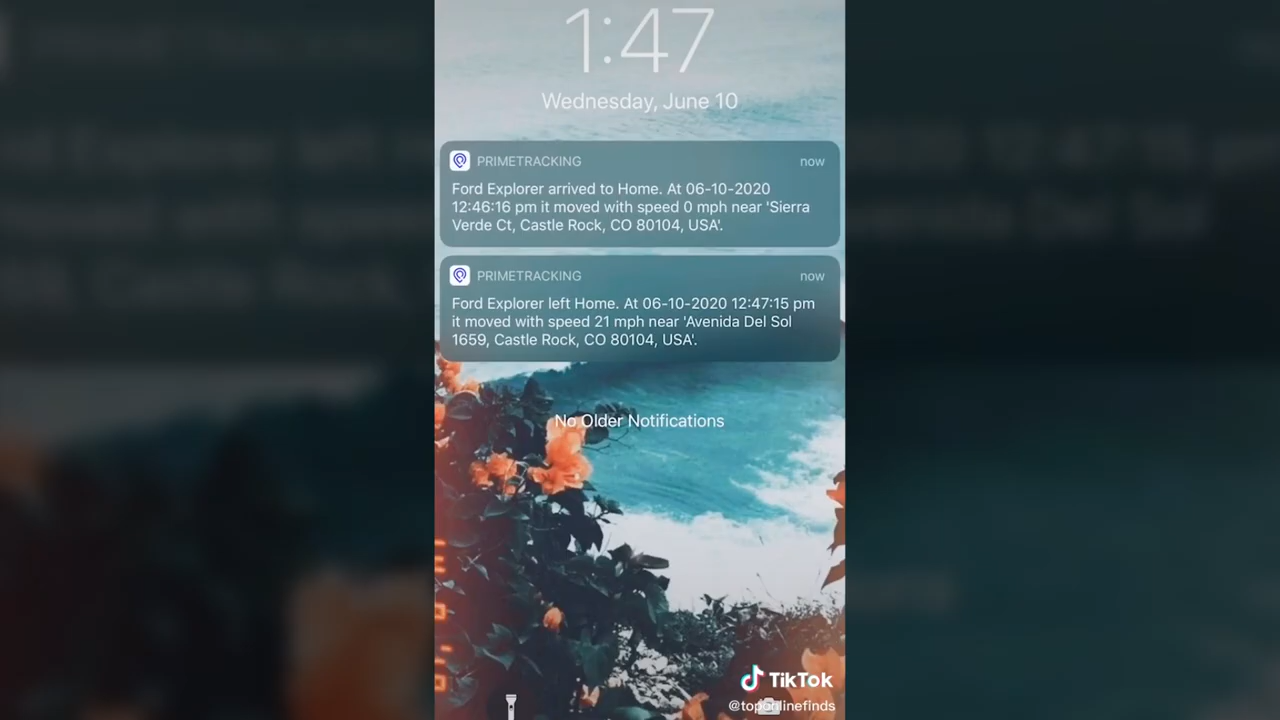 1:47
Wednesday, June 10
PRIMETRACKING now
Ford Explorer arrived to Home. At 06-10-2020
12:46:16 pm it moved with speed 0 mph near 'Sierra
Verde Ct, Castle Rock, CO 80104, USA'.
PRIMETRACKING now
Ford Explorer left Home. At 06-10-2020 12:47:15 pm
it moved with speed 21 mph near 'Avenida Del Sol
1659, Castle Rock, CO 80104, USA'.
No Older Notifications
TikTok
@toponlinefinds